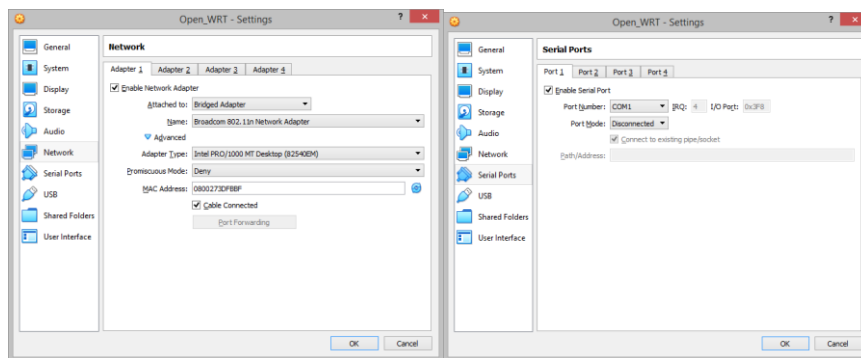 Open_WRT - Settings
?
×
General
System
Display
Storage
Audio
Network
Serial Ports
USB
Shared Folders
User Interface
Network
Adapter 1 Adapter 2 Adapter 3 Adapter 4
Enable Network Adapter
Attached to: Bridged Adapter
Name: Broadcom 802.11n Network Adapter
Advanced
Adapter Type: Intel PRO/1000 MT Desktop (82540EM)
Promiscuous Mode: Deny
MAC Address: 0800273DFBBF
Cable Connected
Port Forwarding
OK Cancel
Open_WRT - Settings
?
×
General
System
Display
Storage
Audio
Network
Serial Ports
USB
Shared Folders
User Interface
Serial Ports
Port 1 Port 2 Port 3 Port 4
Enable Serial Port
Port Number: COM1 IRQ: 4 I/O Port: 0x3F8
Port Mode: Disconnected
Connect to existing pipe/socket
Path/Address:
OK Cancel